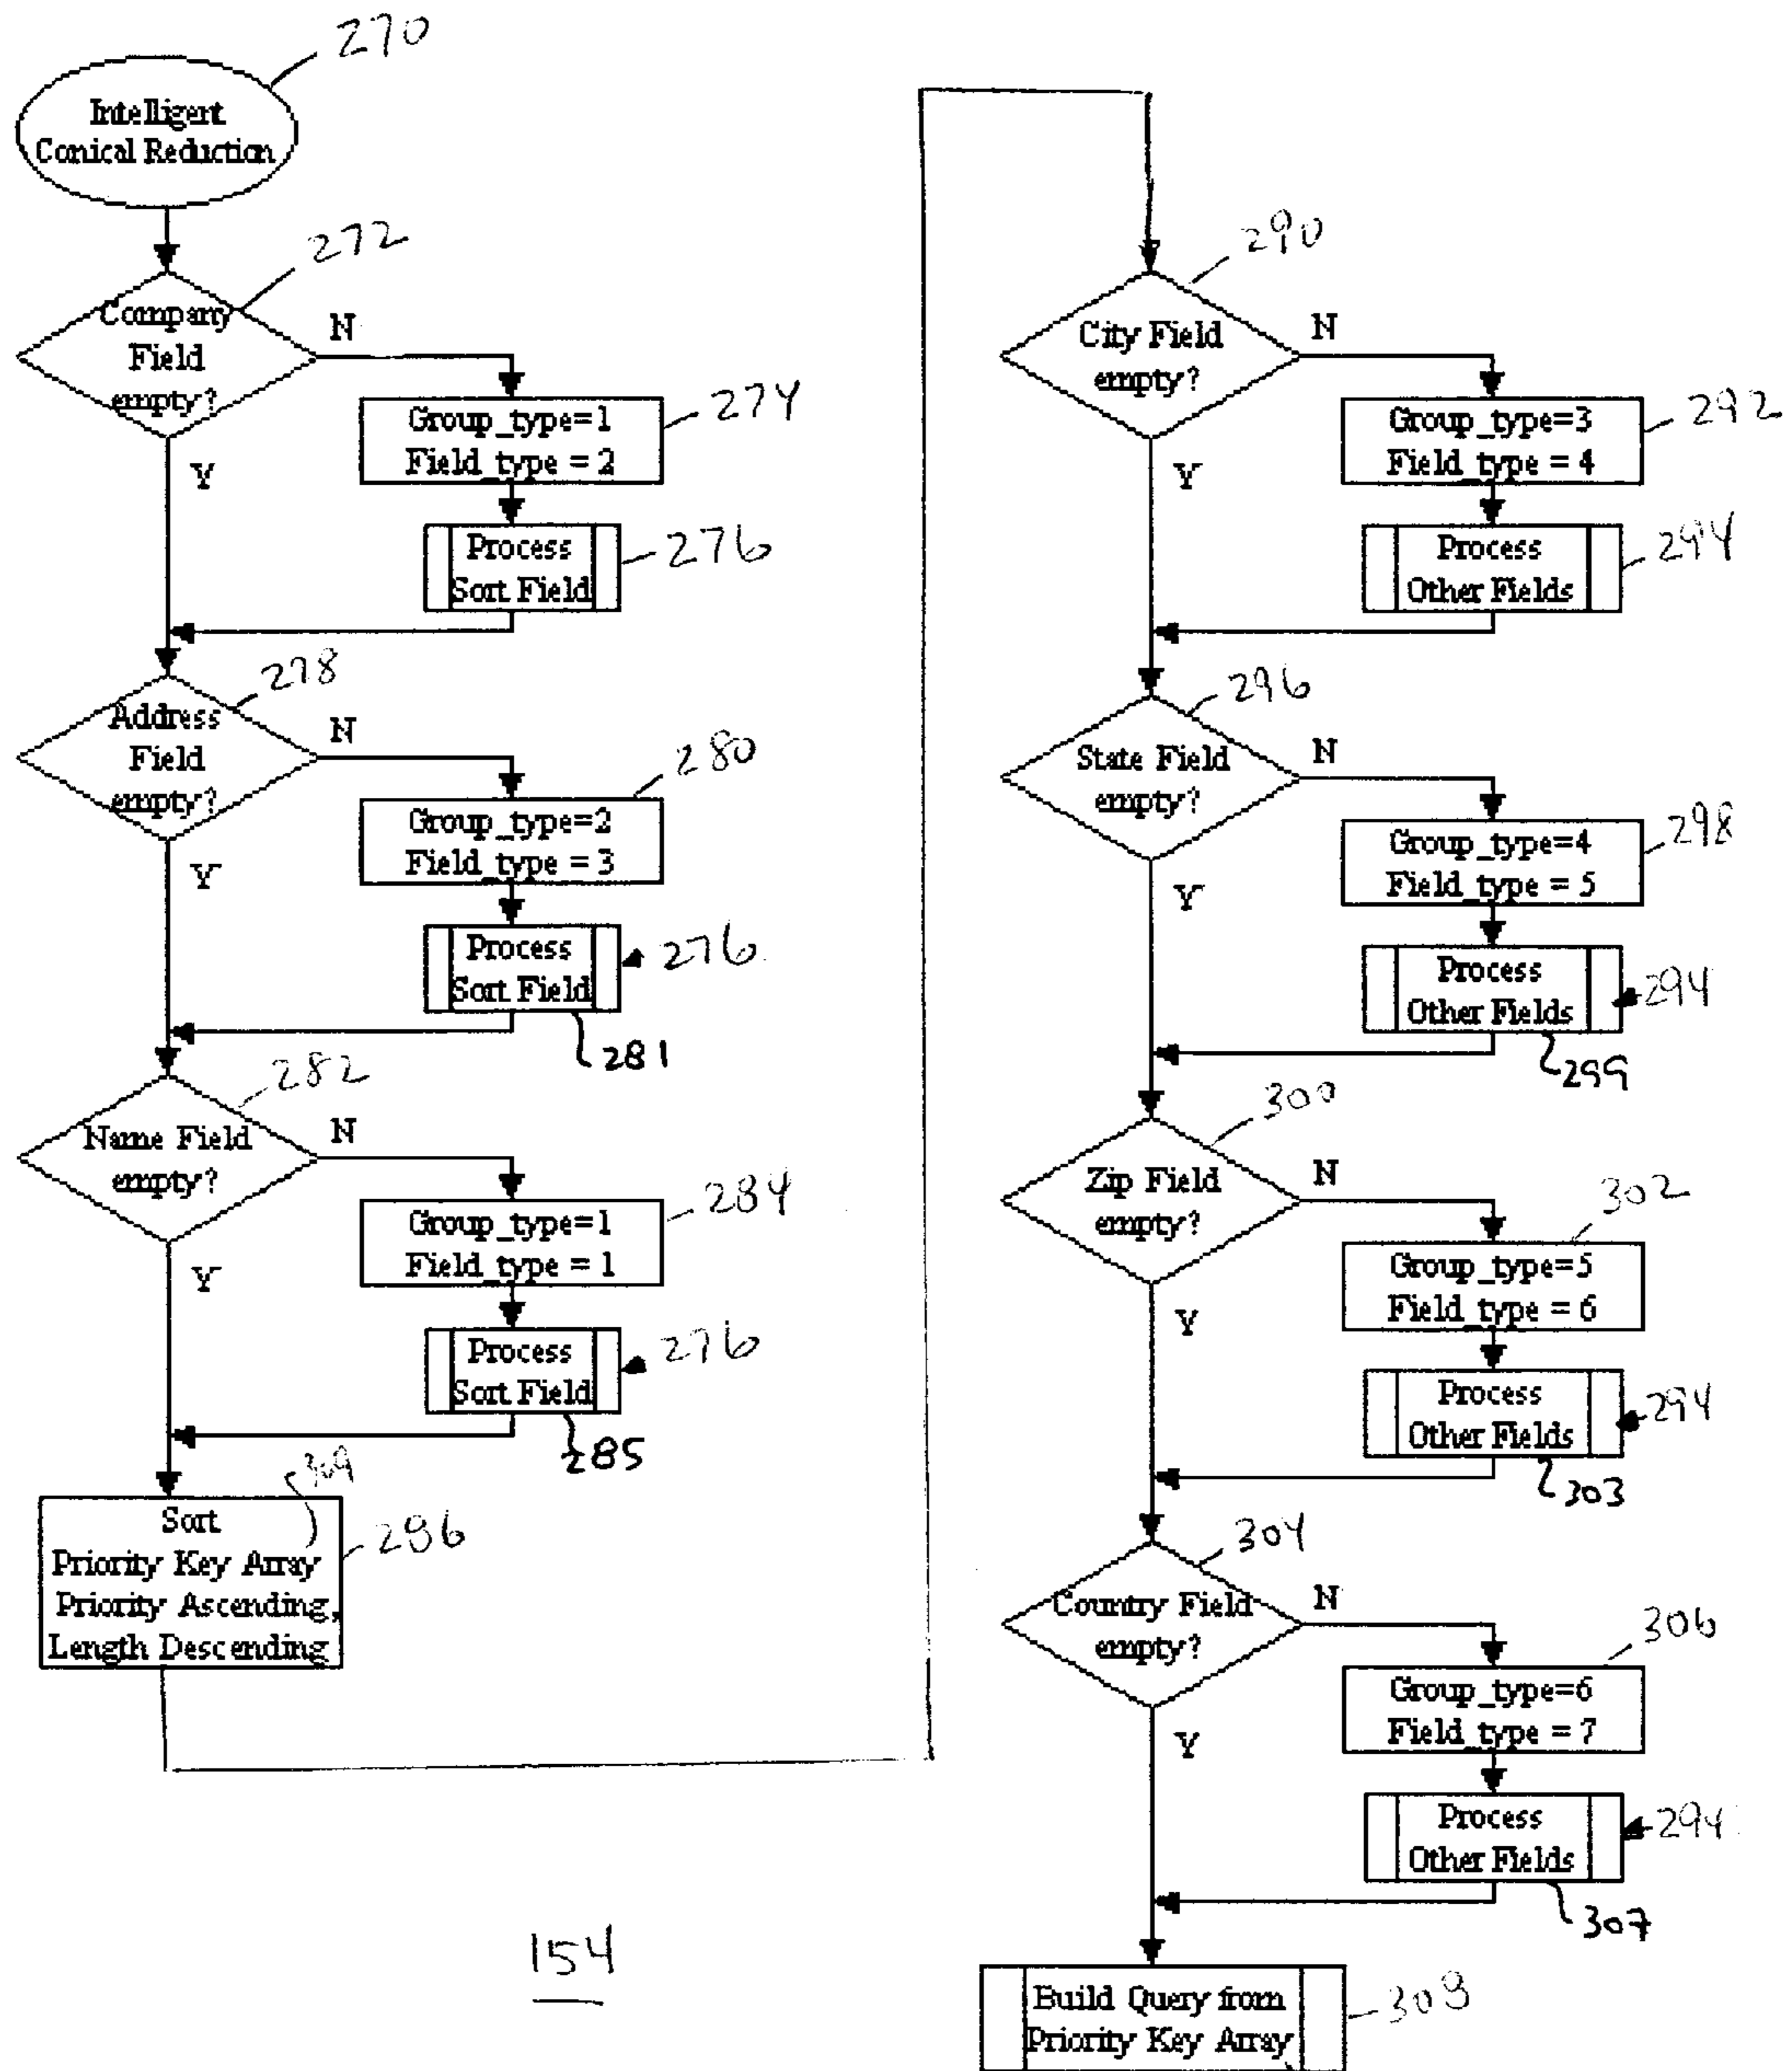 270
Intelligent
Conical Reduction
272
Company
Field
empty?
N
Y
274
Group_type=1
Field_type = 2
276
Process
Sort Field
278
Address
Field
empty?
N
Y
280
Group_type=2
Field_type = 3
276
Process
Sort Field
281
282
Name Field
empty?
N
Y
284
Group_type=1
Field_type = 1
276
Process
Sort Field
285
309
286
Sort
Priority Key Array
Priority Ascending,
Length Descending
290
City Field
empty?
N
Y
292
Group_type=3
Field_type = 4
294
Process
Other Fields
296
State Field
empty?
N
Y
298
Group_type=4
Field_type = 5
294
Process
Other Fields
299
300
Zip Field
empty?
N
Y
302
Group_type=5
Field_type = 6
294
Process
Other Fields
303
304
Country Field
empty?
N
Y
306
Group_type=6
Field_type = 7
294
Process
Other Fields
307
Build Query from
Priority Key Array
154